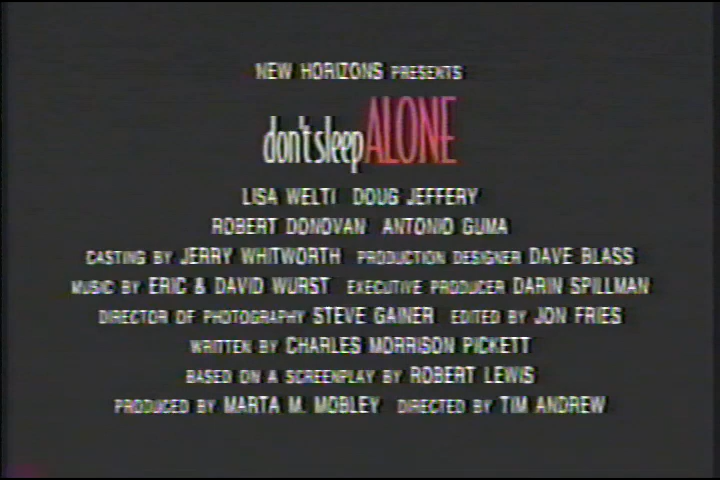 NEW HORIZONS PRESENTS
don't sleep ALONE
LISA WELTI DOUG JEFFERY
ROBERT DONOVAN ANTONIO GUMA
CASTING BY JERRY WHITWORTH PRODUCTION DESIGNER DAVE BLASS
MUSIC BY ERIC & DAVID WURST EXECUTIVE PRODUCER DARIN SPILLMAN
DIRECTOR OF PHOTOGRAPHY STEVE GAINER EDITED BY JON FRIES
WRITTEN BY CHARLES MORRISON PICKETT
BASED ON A SCREENPLAY BY ROBERT LEWIS
PRODUCED BY MARTA M. MOBLEY DIRECTED BY TIM ANDREW